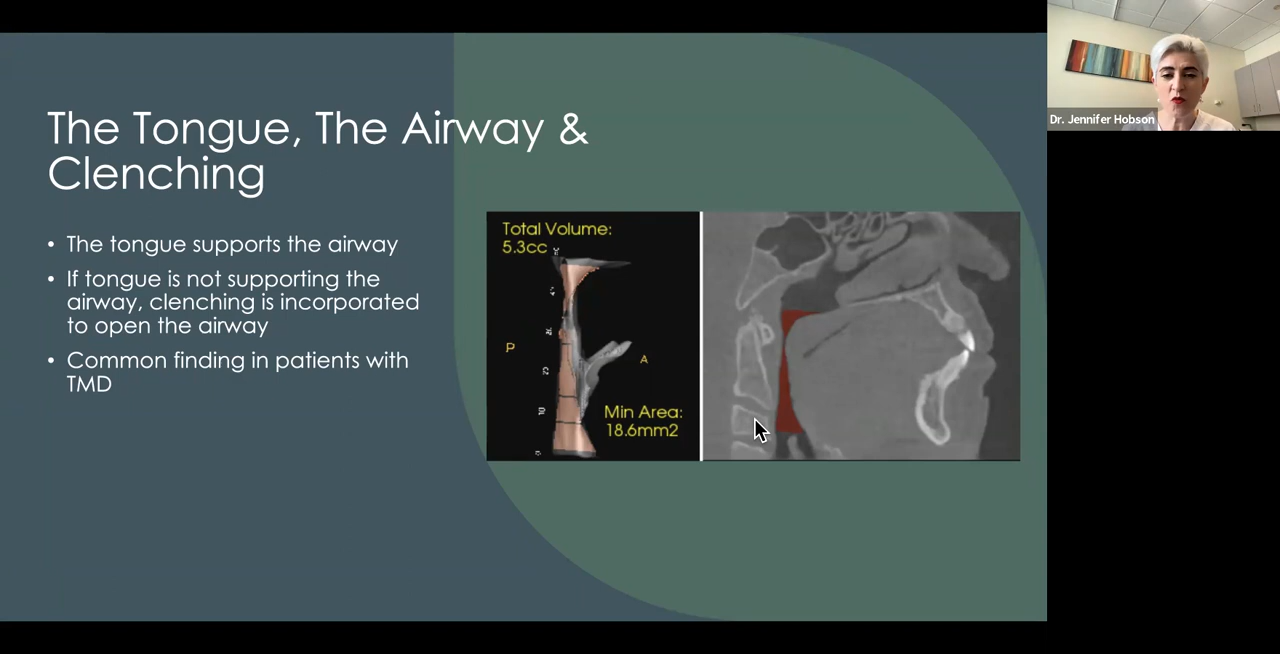 The Tongue, The Airway &
Clenching
• The tongue supports the airway
• If tongue is not supporting the
airway, clenching is incorporated
to open the airway
• Common finding in patients with
TMD
Total Volume:
5.3cc
P
A
Min Area:
18.6mm2
Dr. Jennifer Hobson